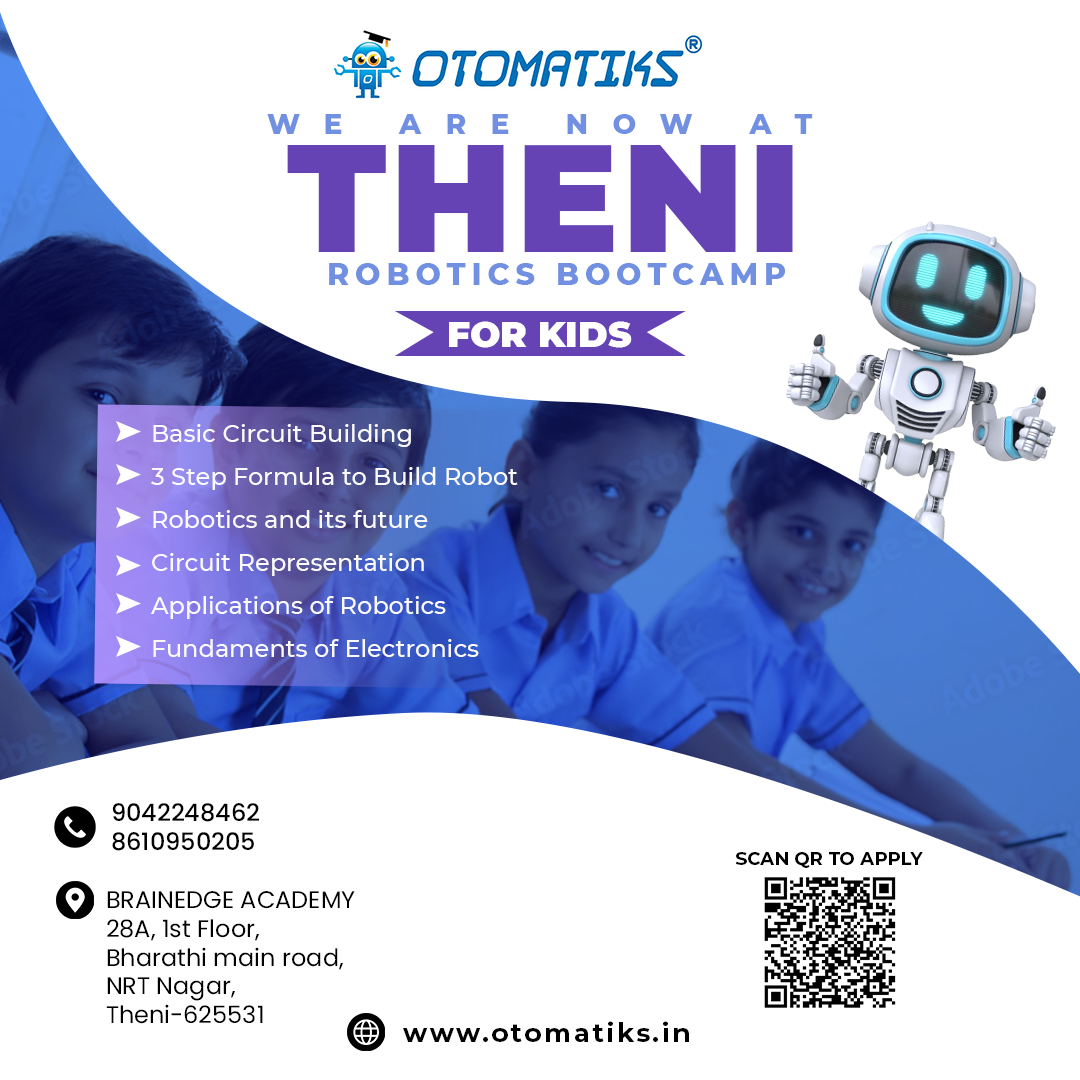 OTOMATIKS®
WE ARE NOW AT
THENI
ROBOTICS BOOTCAMP
FOR KIDS
Basic Circuit Building
3 Step Formula to Build Robot
Robotics and its future
Circuit Representation
Applications of Robotics
Fundaments of Electronics
9042248462
8610950205
BRAINEDGE ACADEMY
28A, 1st Floor,
Bharathi main road,
NRT Nagar,
Theni-625531
SCAN QR TO APPLY
www.otomatiks.in